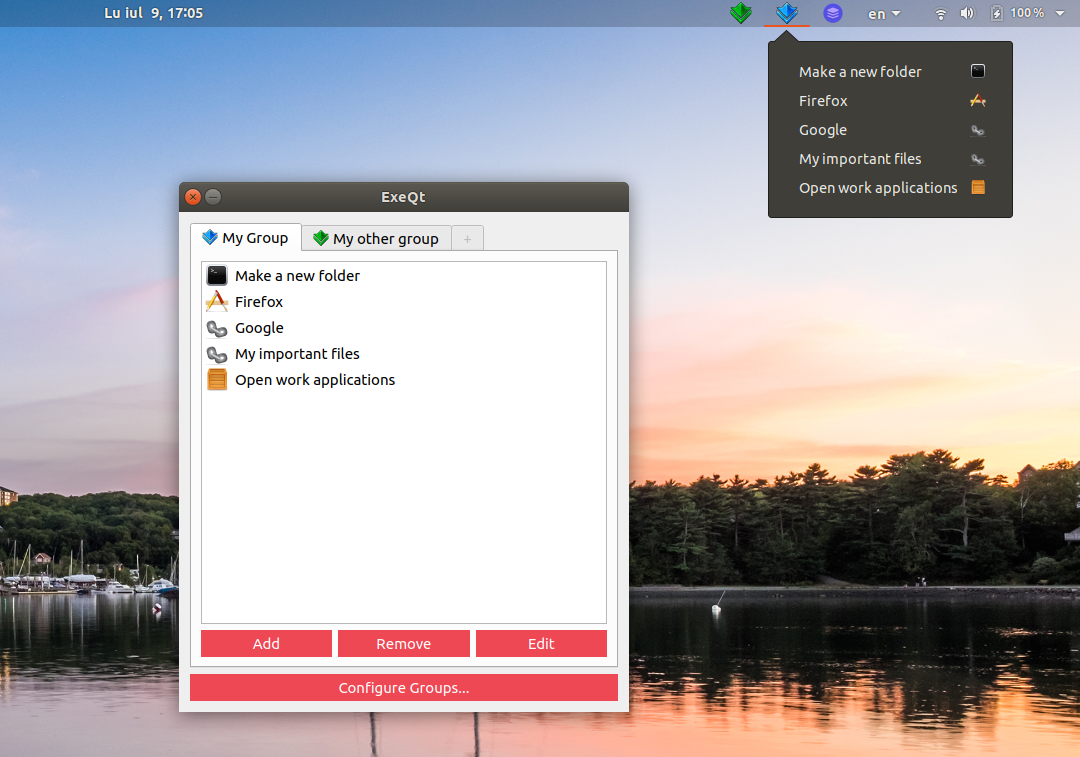 Lu iul 9, 17:05
en
100 %
Make a new folder
Firefox
Google
My important files
Open work applications
ExeQt
My Group
My other group
+
Make a new folder
Firefox
Google
My important files
Open work applications
Add
Remove
Edit
Configure Groups...